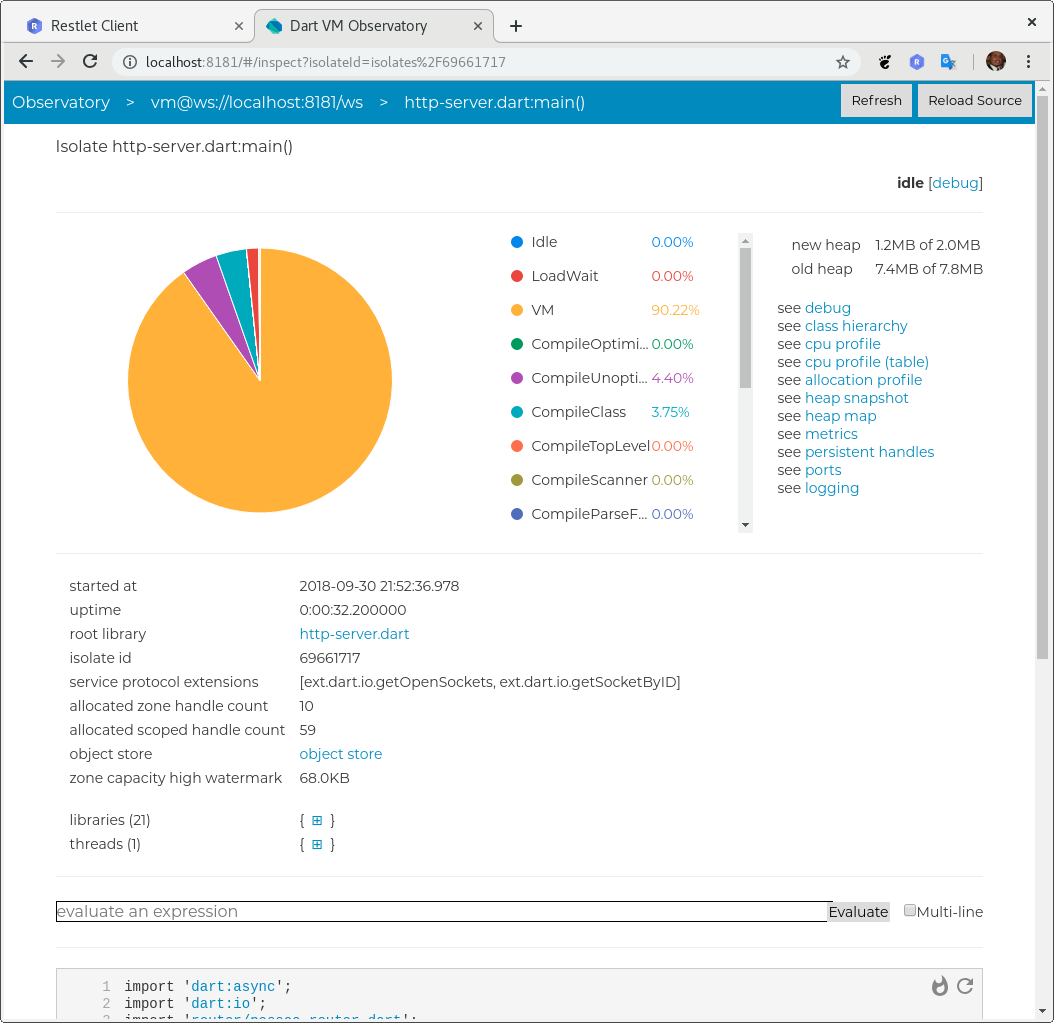 Restlet Client
Dart VM Observatory
localhost:8181/#/inspect?isolateId=isolates%2F69661717
Observatory > vm@ws://localhost:8181/ws > http-server.dart:main() Refresh Reload Source
Isolate http-server.dart:main()
idle [debug]
Idle 0.00%
LoadWait 0.00%
VM 90.22%
CompileOptimi... 0.00%
CompileUnopti... 4.40%
CompileClass 3.75%
CompileTopLevel 0.00%
CompileScanner 0.00%
CompileParseF... 0.00%
new heap 1.2MB of 2.0MB
old heap 7.4MB of 7.8MB
see debug
see class hierarchy
see cpu profile
see cpu profile (table)
see allocation profile
see heap snapshot
see heap map
see metrics
see persistent handles
see ports
see logging
started at 2018-09-30 21:52:36.978
uptime 0:00:32.200000
root library http-server.dart
isolate id 69661717
service protocol extensions [ext.dart.io.getOpenSockets, ext.dart.io.getSocketByID]
allocated zone handle count 10
allocated scoped handle count 59
object store object store
zone capacity high watermark 68.0KB
libraries (21) { ⊞ }
threads (1) { ⊞ }
evaluate an expression Evaluate Multi-line
1 import 'dart:async';
2 import 'dart:io';
3 import